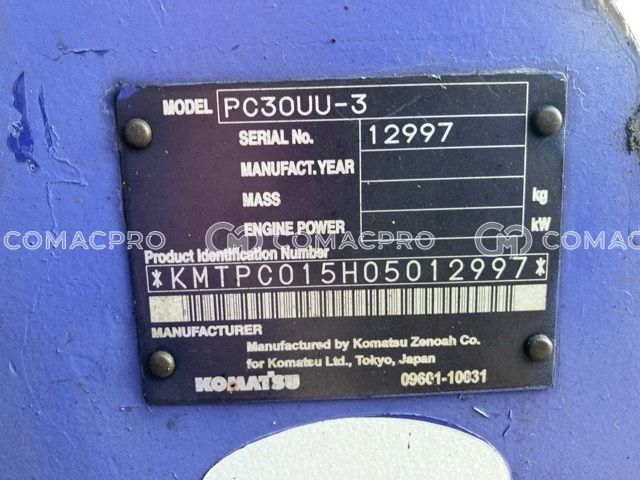 MODEL PC30UU-3
SERIAL No. 12997
MANUFACT.YEAR
MASS kg
ENGINE POWER kW
COMACPRO COMACPRO COMACPRO
Product Identification Number
*KMTPC015H05012997*
MANUFACTURER
Manufactured by Komatsu Zenoah Co.
for Komatsu Ltd., Tokyo, Japan
KOMATSU 09601-10031